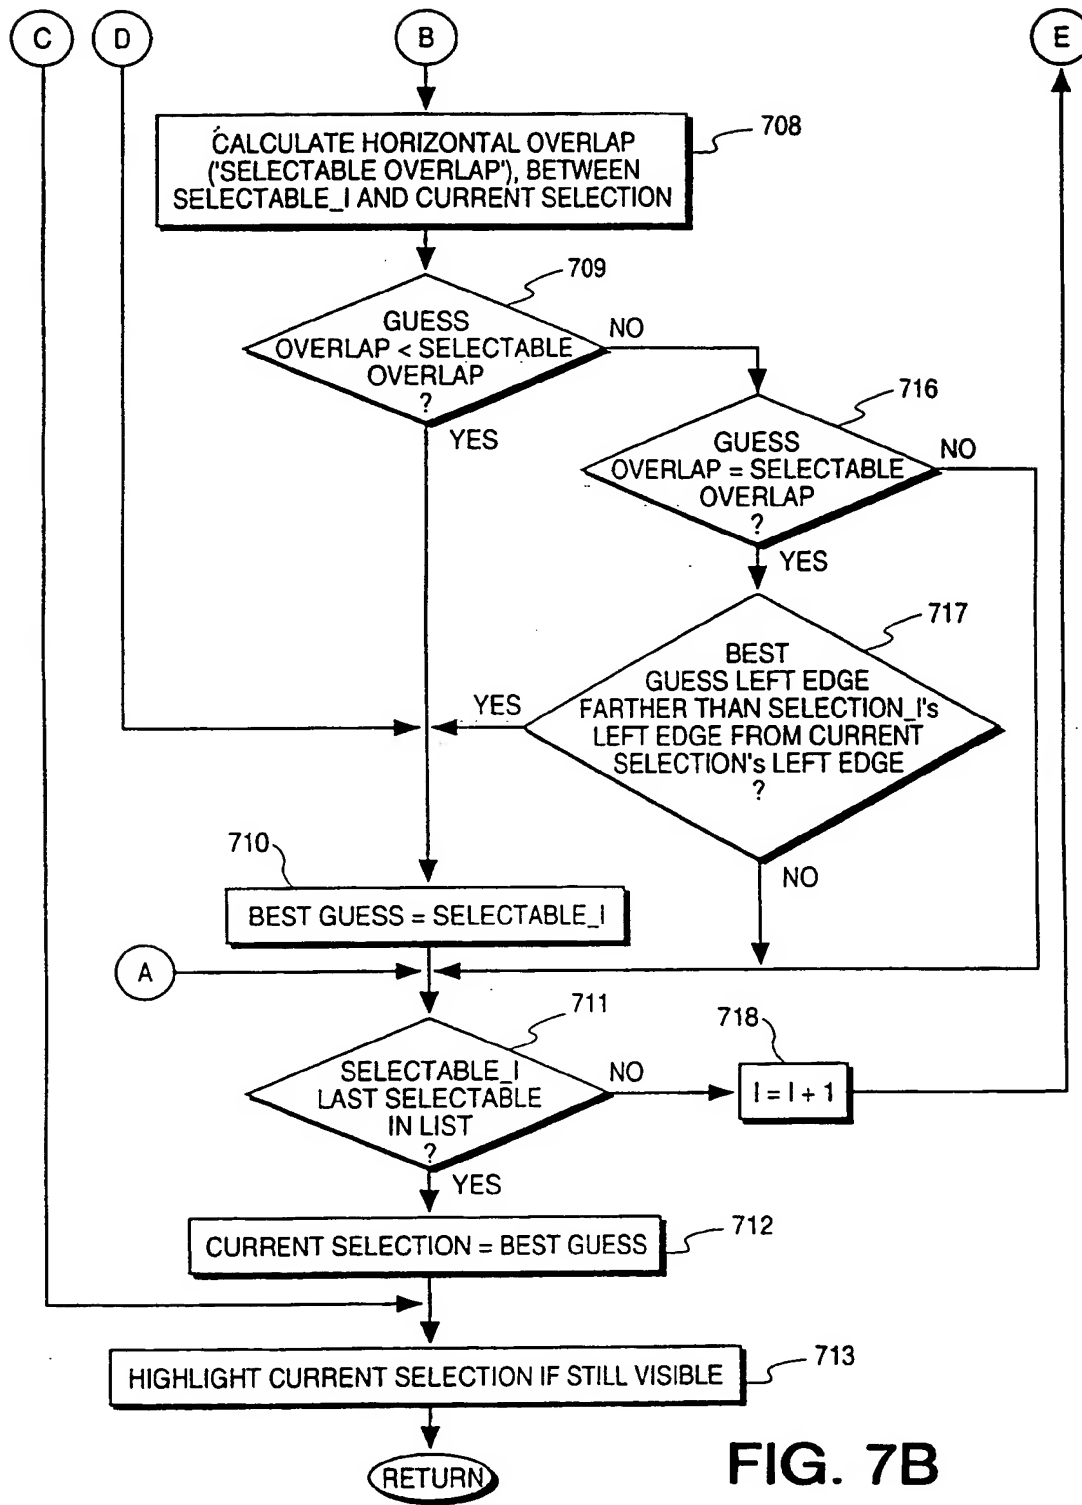 C
D
B
E
CALCULATE HORIZONTAL OVERLAP
('SELECTABLE OVERLAP'), BETWEEN
SELECTABLE_I AND CURRENT SELECTION
708
709
GUESS
OVERLAP < SELECTABLE
OVERLAP
?
NO
YES
716
GUESS
OVERLAP = SELECTABLE
OVERLAP
?
NO
YES
717
BEST
GUESS LEFT EDGE
FARTHER THAN SELECTION_I's
LEFT EDGE FROM CURRENT
SELECTION's LEFT EDGE
?
YES
NO
710
BEST GUESS = SELECTABLE_I
A
711
SELECTABLE_I
LAST SELECTABLE
IN LIST
?
NO
YES
718
I = I + 1
CURRENT SELECTION = BEST GUESS
712
HIGHLIGHT CURRENT SELECTION IF STILL VISIBLE
713
RETURN
FIG. 7B